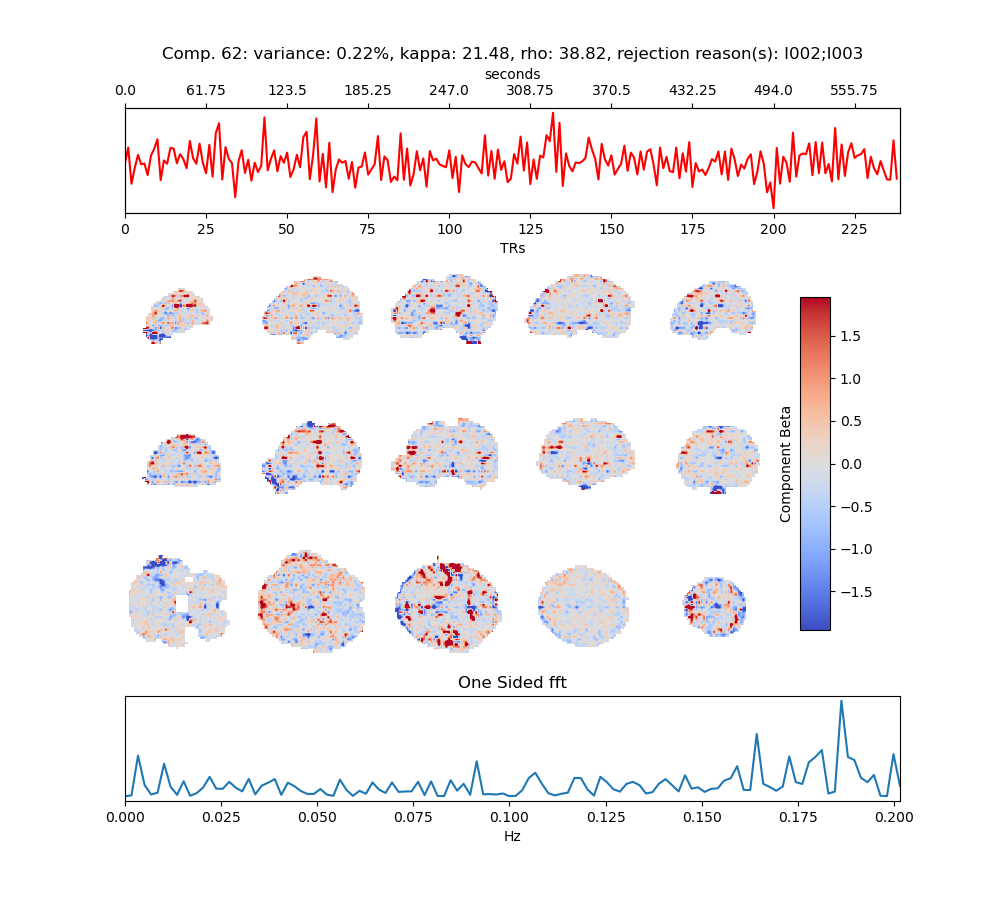 Comp. 62: variance: 0.22%, kappa: 21.48, rho: 38.82, rejection reason(s): I002;I003
seconds
0.0 61.75 123.5 185.25 247.0 308.75 370.5 432.25 494.0 555.75
0 25 50 75 100 125 150 175 200 225
TRs
Component Beta
1.5
1.0
0.5
0.0
−0.5
−1.0
−1.5
One Sided fft
0.000 0.025 0.050 0.075 0.100 0.125 0.150 0.175 0.200
Hz